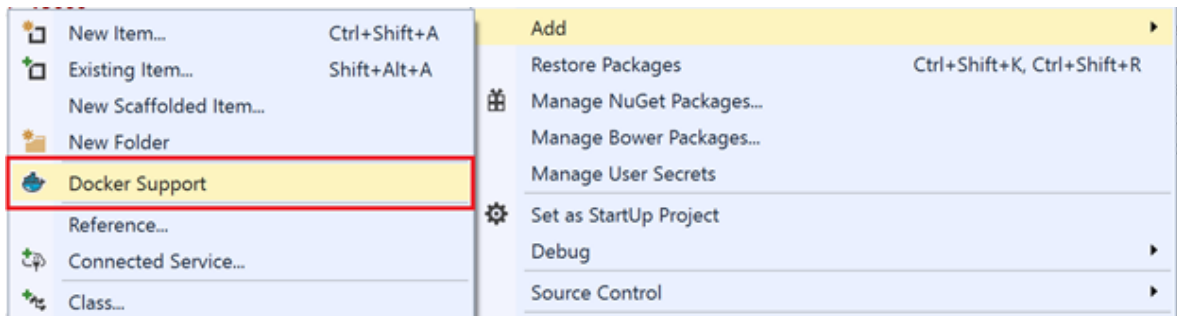 New Item... Ctrl+Shift+A
Existing Item... Shift+Alt+A
New Scaffolded Item...
New Folder
Docker Support
Reference...
Connected Service...
Class...
Add
Restore Packages Ctrl+Shift+K, Ctrl+Shift+R
Manage NuGet Packages...
Manage Bower Packages...
Manage User Secrets
Set as StartUp Project
Debug
Source Control